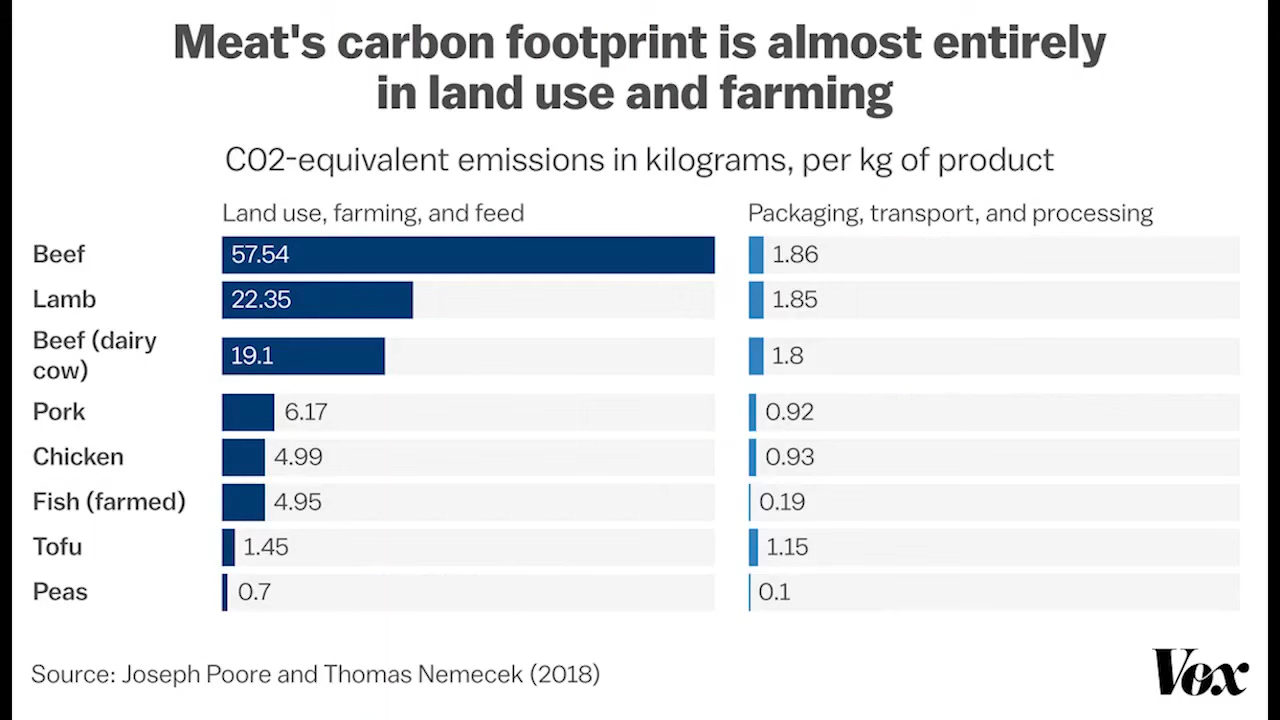 Meat's carbon footprint is almost entirely
in land use and farming
CO2-equivalent emissions in kilograms, per kg of product
Land use, farming, and feed Packaging, transport, and processing
Beef 57.54 1.86
Lamb 22.35 1.85
Beef (dairy
cow) 19.1 1.8
Pork 6.17 0.92
Chicken 4.99 0.93
Fish (farmed) 4.95 0.19
Tofu 1.45 1.15
Peas 0.7 0.1
Source: Joseph Poore and Thomas Nemecek (2018)
Vox